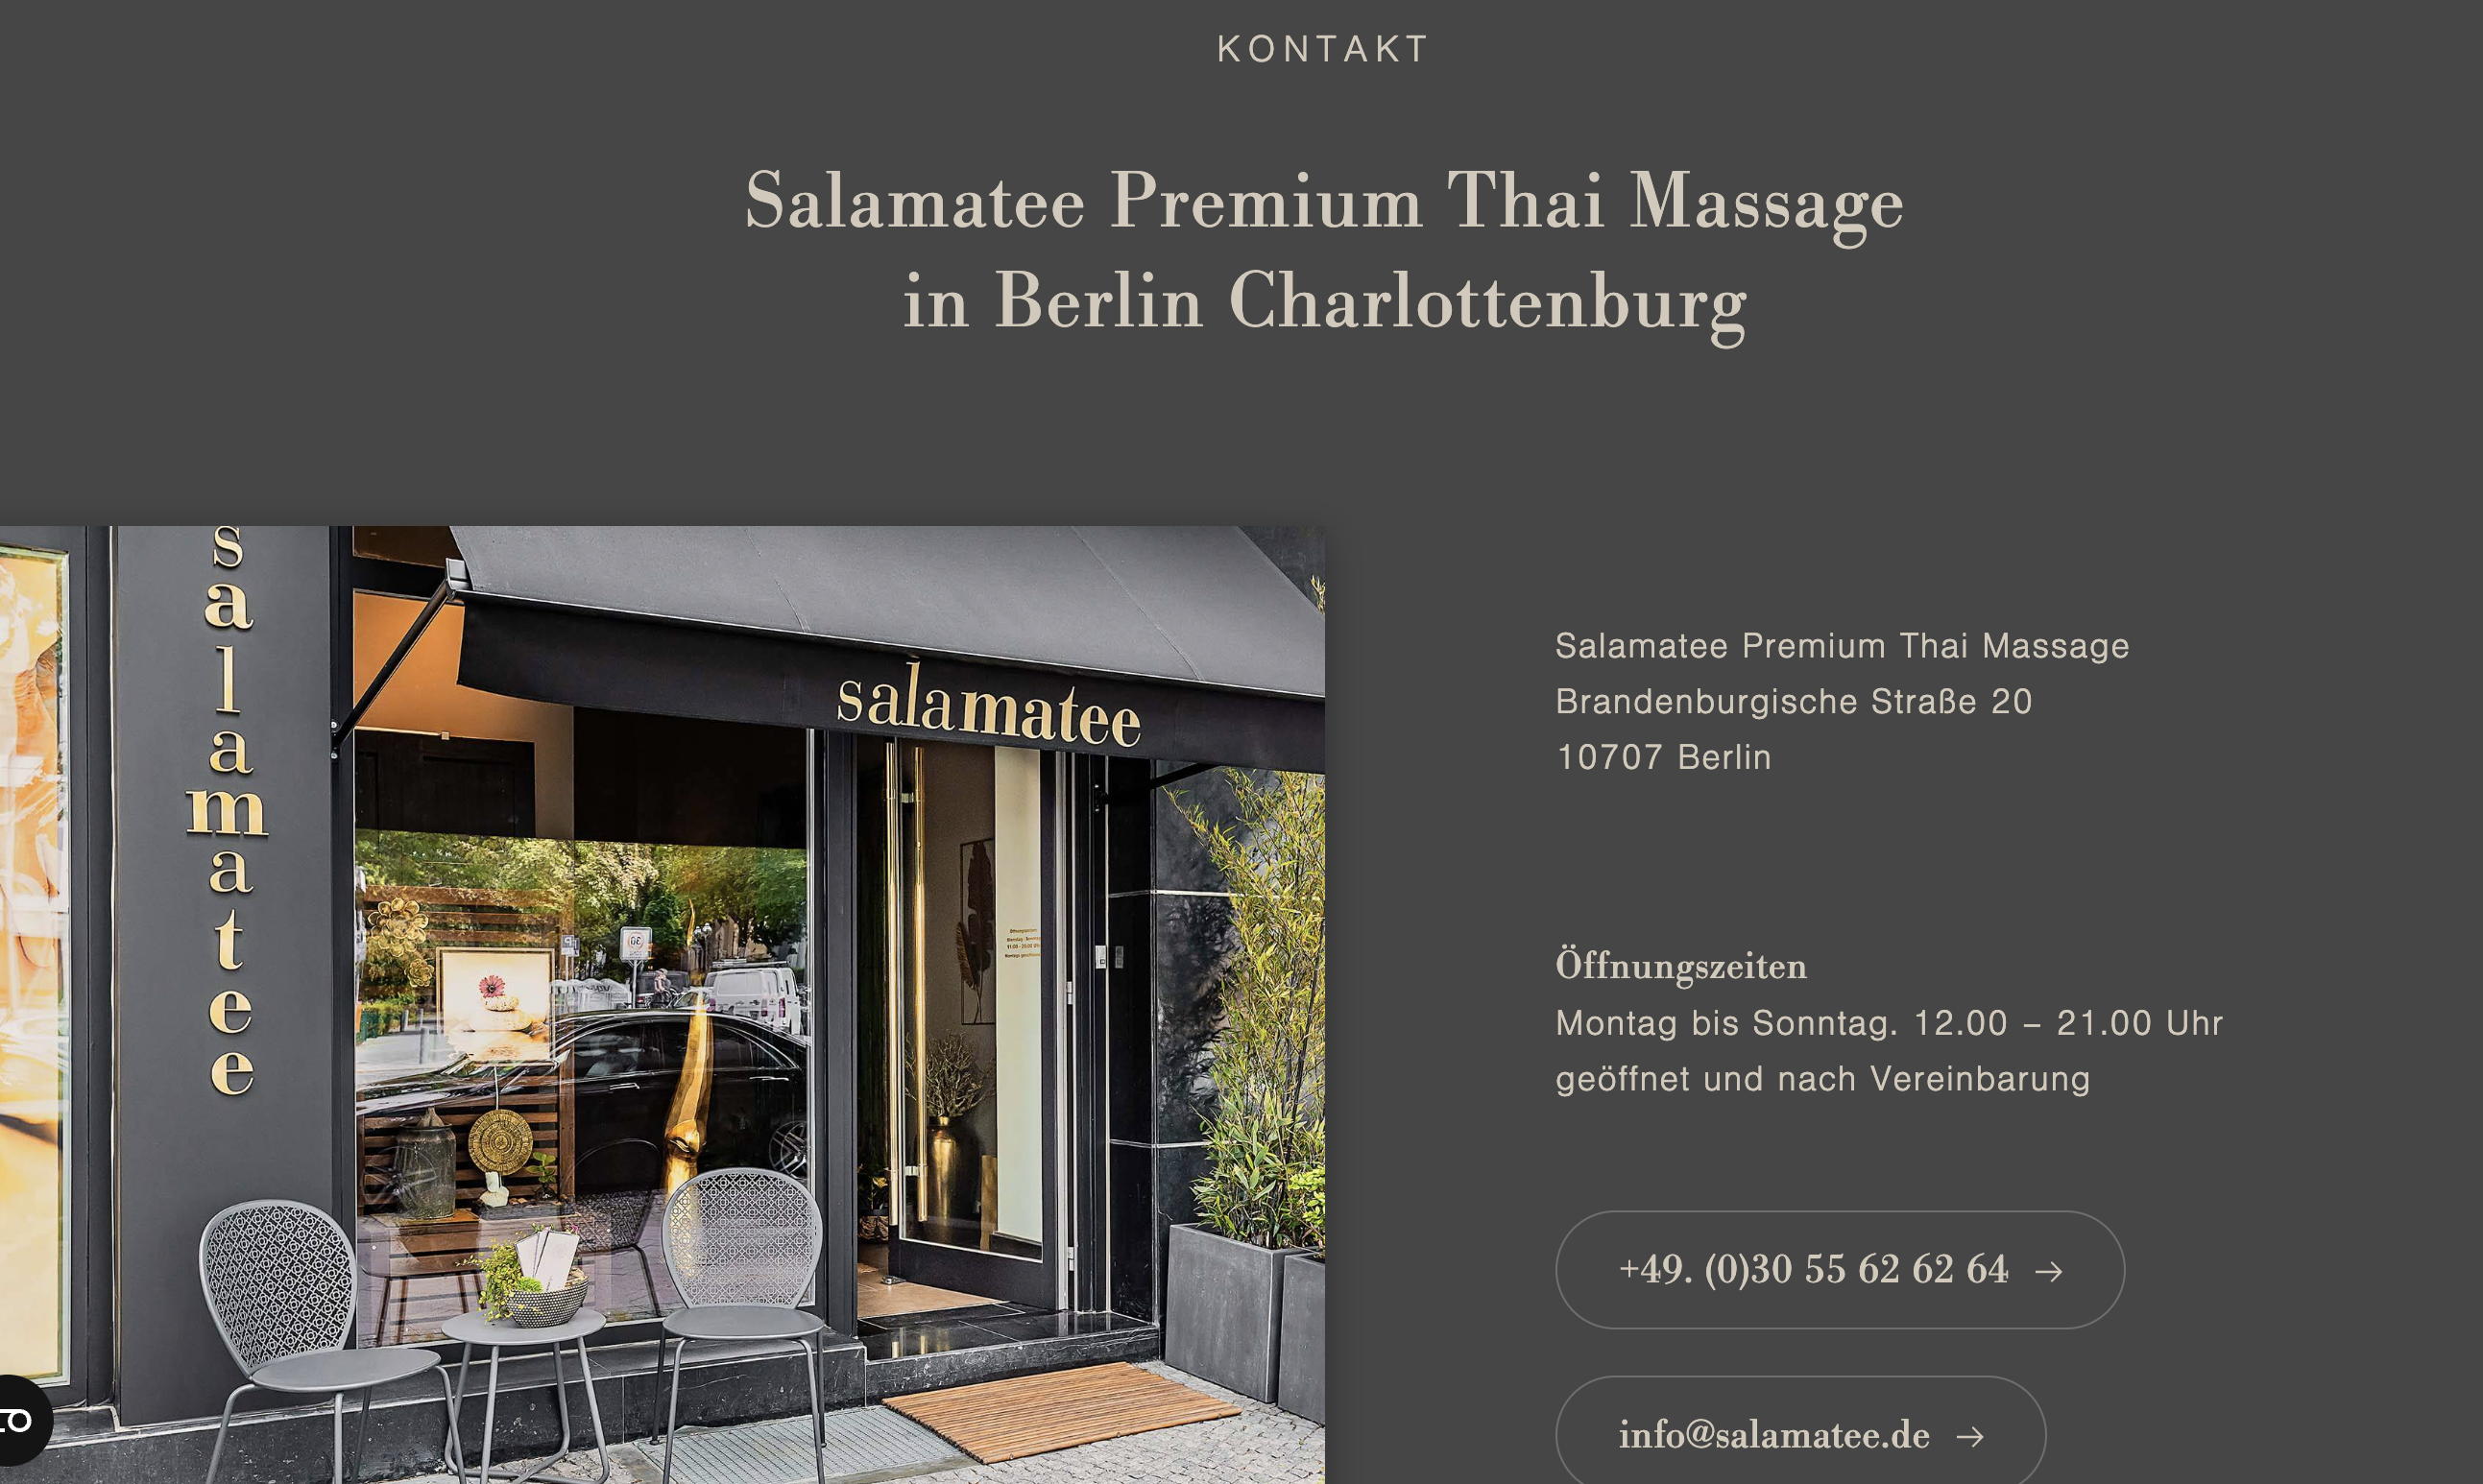 KONTAKT
Salamatee Premium Thai Massage
in Berlin Charlottenburg
salamatee
salamatee
Salamatee Premium Thai Massage
Brandenburgische Straße 20
10707 Berlin
Öffnungszeiten
Montag bis Sonntag. 12.00 – 21.00 Uhr
geöffnet und nach Vereinbarung
+49. (0)30 55 62 62 64 →
info@salamatee.de →